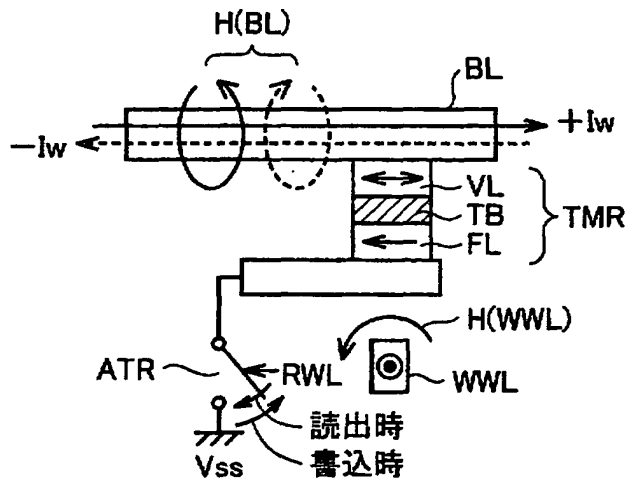 H(BL)
BL
+Iw
−Iw
VL
TB
TMR
FL
H(WWL)
ATR
RWL
WWL
読出時
書込時
Vss